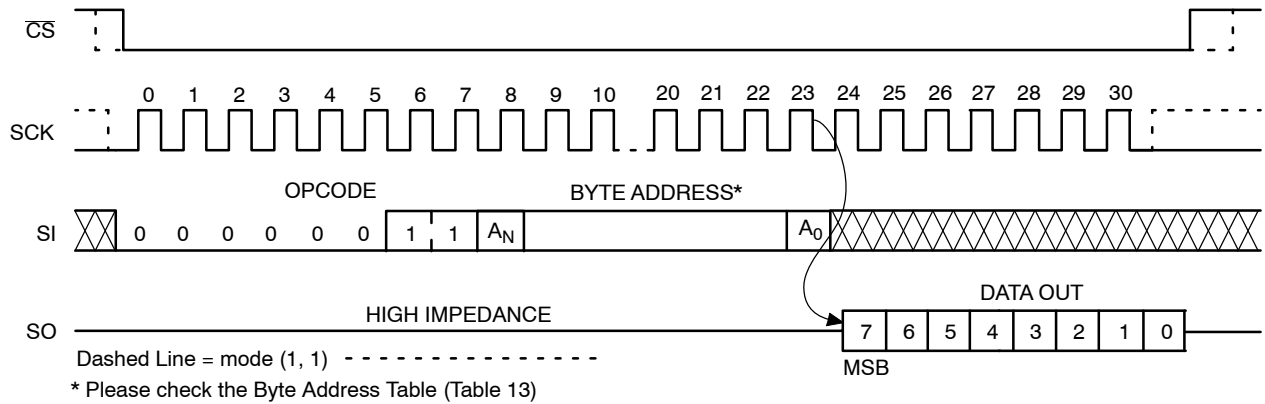 CS
0 1 2 3 4 5 6 7 8 9 10 20 21 22 23 24 25 26 27 28 29 30
SCK
OPCODE BYTE ADDRESS*
SI 0 0 0 0 0 0 1 1 AN A0
DATA OUT
HIGH IMPEDANCE
SO 7 6 5 4 3 2 1 0
Dashed Line = mode (1, 1) - - - - - - - - - - - - - - -
MSB
* Please check the Byte Address Table (Table 13)